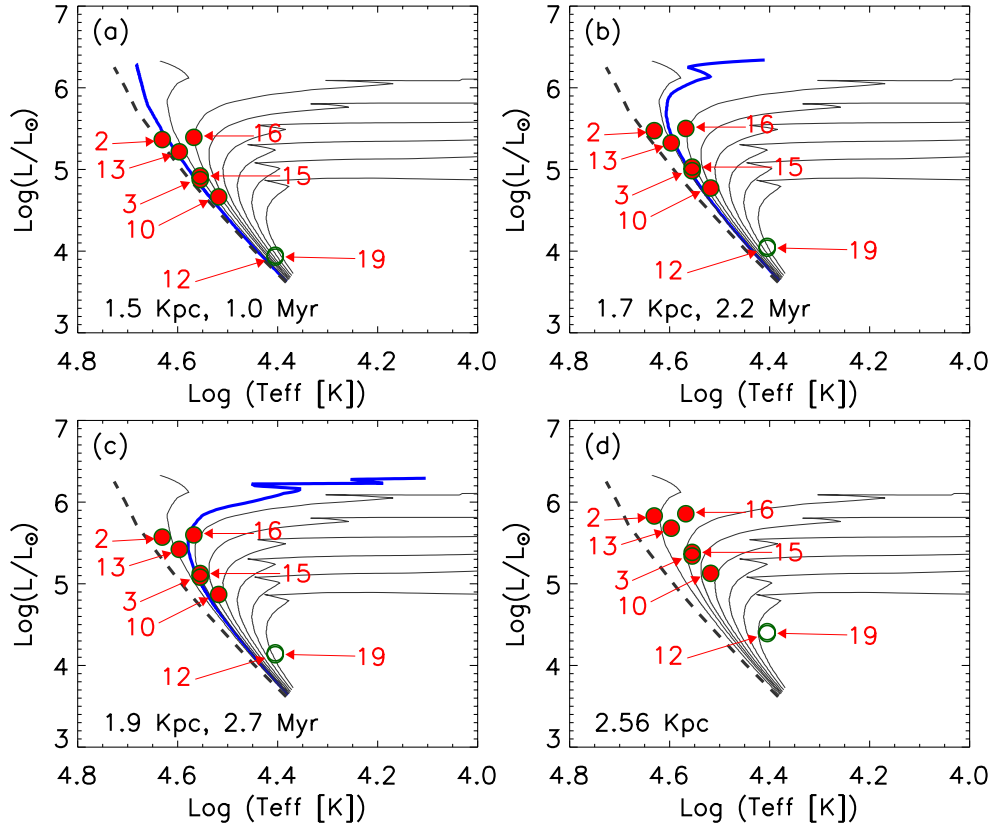 (a)
7
6
5
4
3
Log(L/L⊙)
2
13
3
10
12
16
15
19
1.5 Kpc, 1.0 Myr
4.8 4.6 4.4 4.2 4.0
Log (Teff [K])
(b)
7
6
5
4
3
Log(L/L⊙)
2
13
3
10
12
16
15
19
1.7 Kpc, 2.2 Myr
4.8 4.6 4.4 4.2 4.0
Log (Teff [K])
(c)
7
6
5
4
3
Log(L/L⊙)
2
13
3
10
12
16
15
19
1.9 Kpc, 2.7 Myr
4.8 4.6 4.4 4.2 4.0
Log (Teff [K])
(d)
7
6
5
4
3
Log(L/L⊙)
2
13
3
10
12
16
15
19
2.56 Kpc
4.8 4.6 4.4 4.2 4.0
Log (Teff [K])